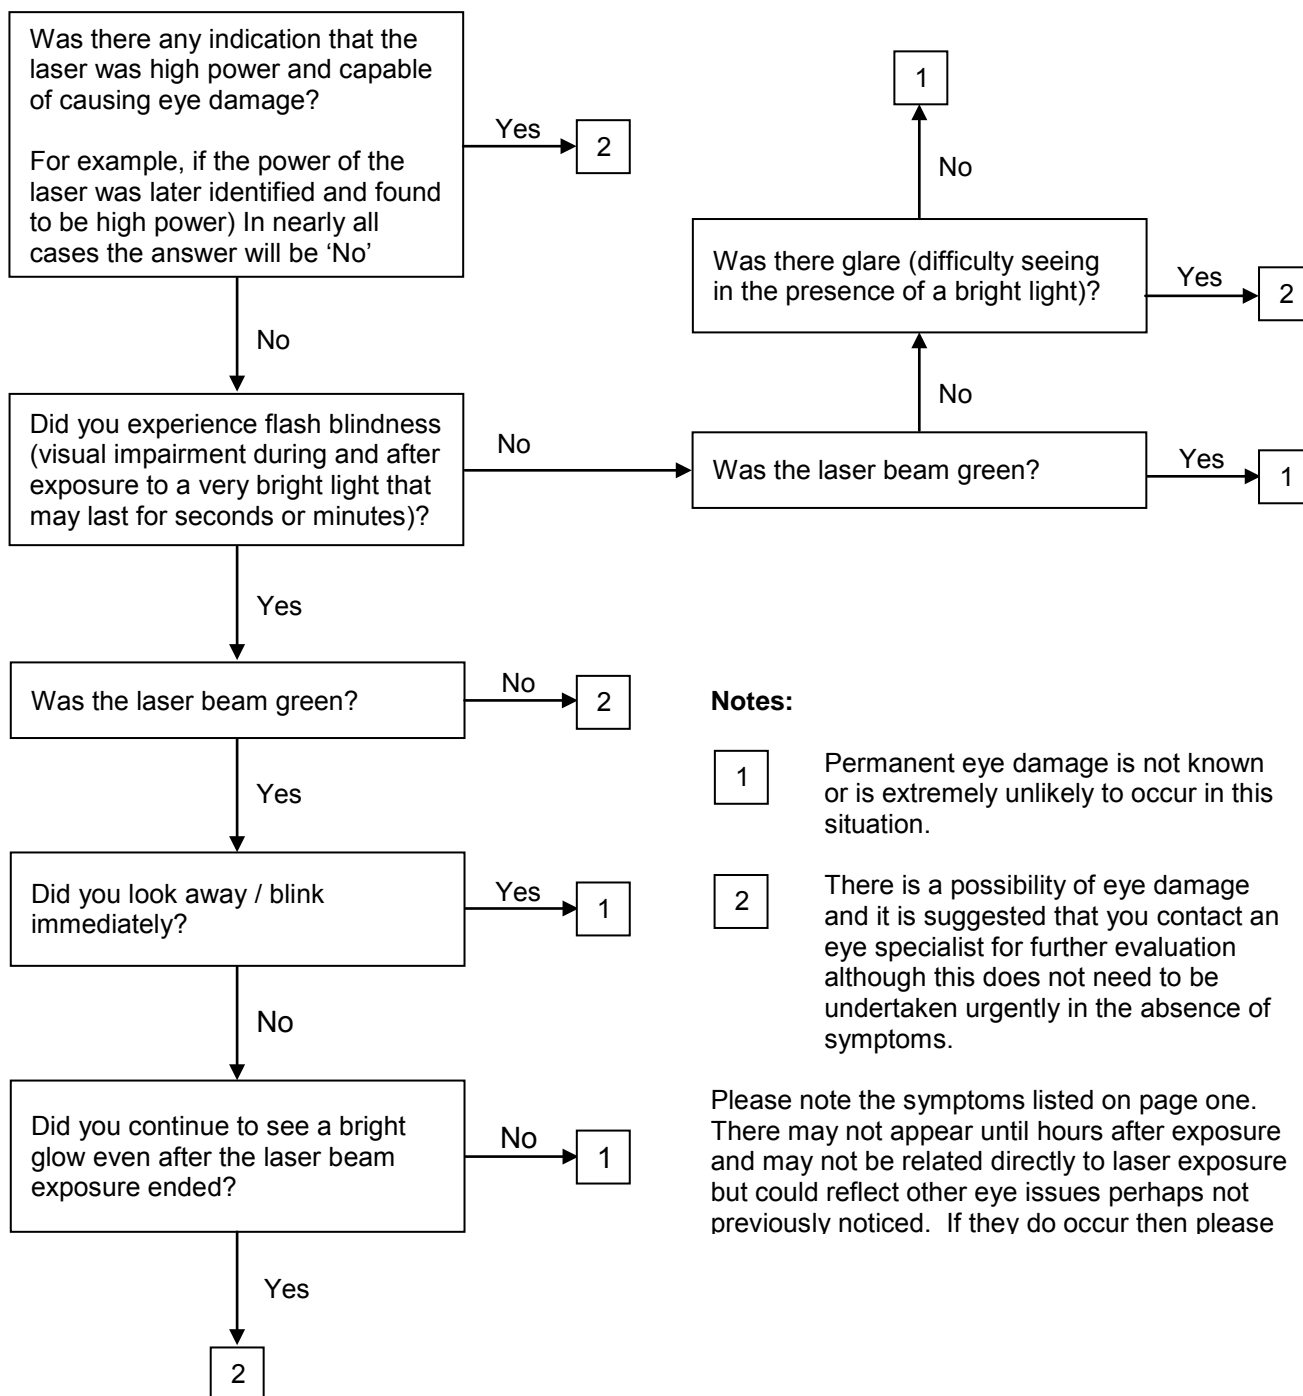 Was there any indication that the
laser was high power and capable
of causing eye damage?
For example, if the power of the
laser was later identified and found
to be high power) In nearly all
cases the answer will be ‘No’
Yes
2
No
Did you experience flash blindness
(visual impairment during and after
exposure to a very bright light that
may last for seconds or minutes)?
No
Was the laser beam green?
Yes
1
No
Was there glare (difficulty seeing
in the presence of a bright light)?
Yes
2
No
1
Yes
Was the laser beam green?
No
2
Yes
Did you look away / blink
immediately?
Yes
1
No
Did you continue to see a bright
glow even after the laser beam
exposure ended?
No
1
Yes
2
Notes:
1
Permanent eye damage is not known
or is extremely unlikely to occur in this
situation.
2
There is a possibility of eye damage
and it is suggested that you contact an
eye specialist for further evaluation
although this does not need to be
undertaken urgently in the absence of
symptoms.
Please note the symptoms listed on page one.
There may not appear until hours after exposure
and may not be related directly to laser exposure
but could reflect other eye issues perhaps not
previously noticed.  If they do occur then please